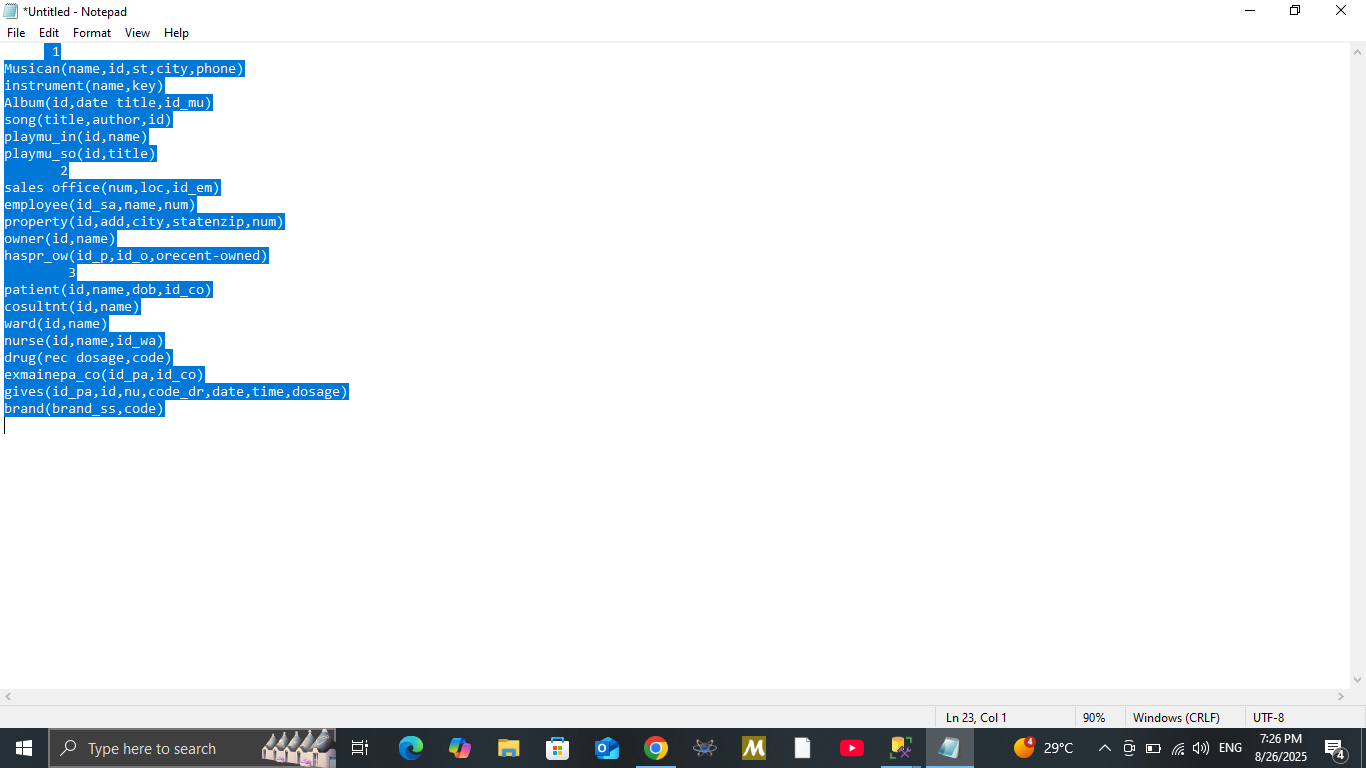 *Untitled - Notepad
File Edit Format View Help
1
Musican(name,id,st,city,phone)
instrument(name,key)
Album(id,date title,id_mu)
song(title,author,id)
playmu_in(id,name)
playmu_so(id,title)
2
sales office(num,loc,id_em)
employee(id_sa,name,num)
property(id,add,city,statenzip,num)
owner(id,name)
haspr_ow(id_p,id_o,orecent-owned)
3
patient(id,name,dob,id_co)
cosultnt(id,name)
ward(id,name)
nurse(id,name,id_wa)
drug(rec dosage,code)
exmainepa_co(id_pa,id_co)
gives(id_pa,id,nu,code_dr,date,time,dosage)
brand(brand_ss,code)
Ln 23, Col 1 90% Windows (CRLF) UTF-8
Type here to search M 4 29°C ENG 7:26 PM 4
8/26/2025